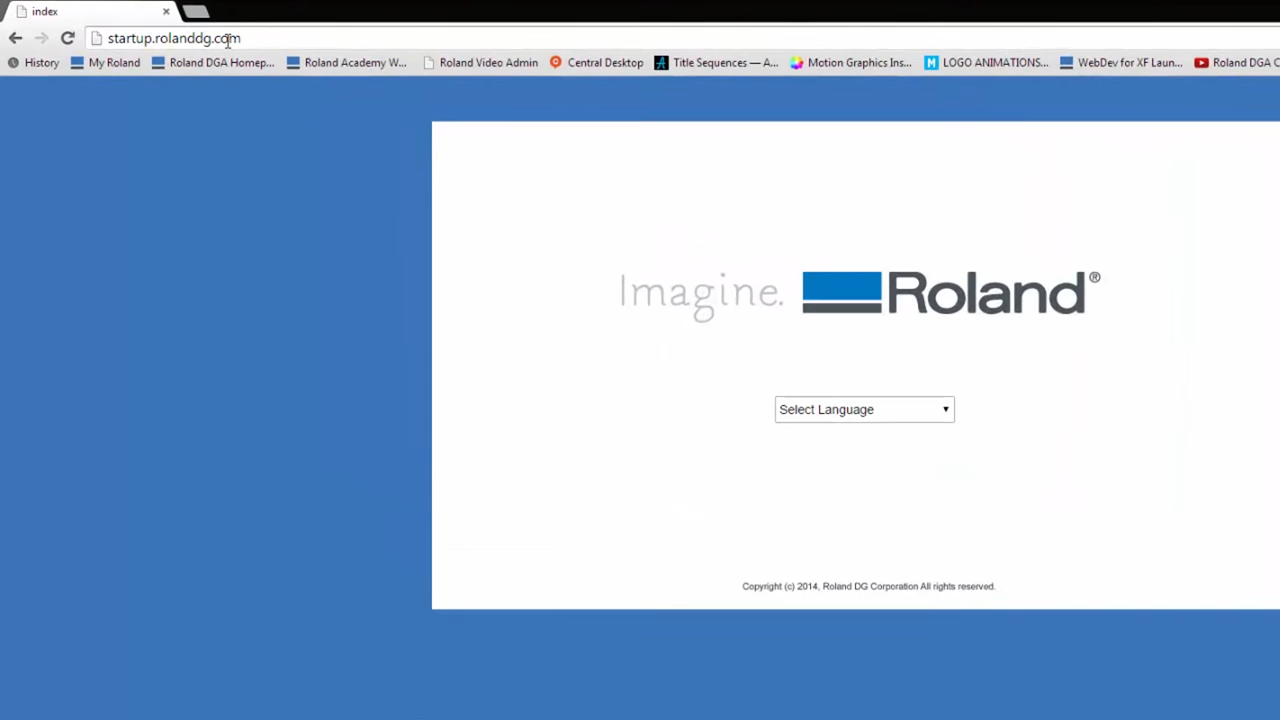 index
startup.rolanddg.com
History My Roland Roland DGA Homep... Roland Academy W... Roland Video Admin Central Desktop Title Sequences — A... Motion Graphics Ins... LOGO ANIMATIONS... WebDev for XF Laun... Roland DGA C
Imagine. Roland®
Select Language
Copyright (c) 2014, Roland DG Corporation All rights reserved.